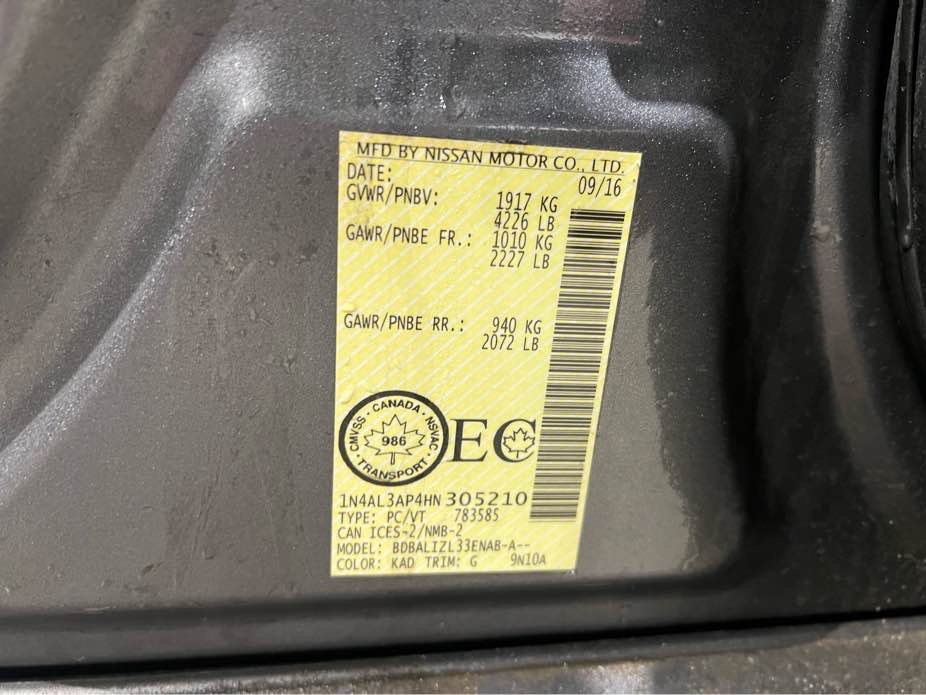 MFD BY NISSAN MOTOR CO., LTD.
DATE: 09/16
GVWR/PNBV: 1917 KG
4226 LB
GAWR/PNBE FR.: 1010 KG
2227 LB
GAWR/PNBE RR.: 940 KG
2072 LB
CMVSS · CANADA · NSVAC · TRANSPORT ·
986
EC
1N4AL3AP4HN 305210
TYPE: PC/VT 783585
CAN ICES-2/NMB-2
MODEL: BDBALIZL33ENAB-A--
COLOR: KAD TRIM: G 9N10A